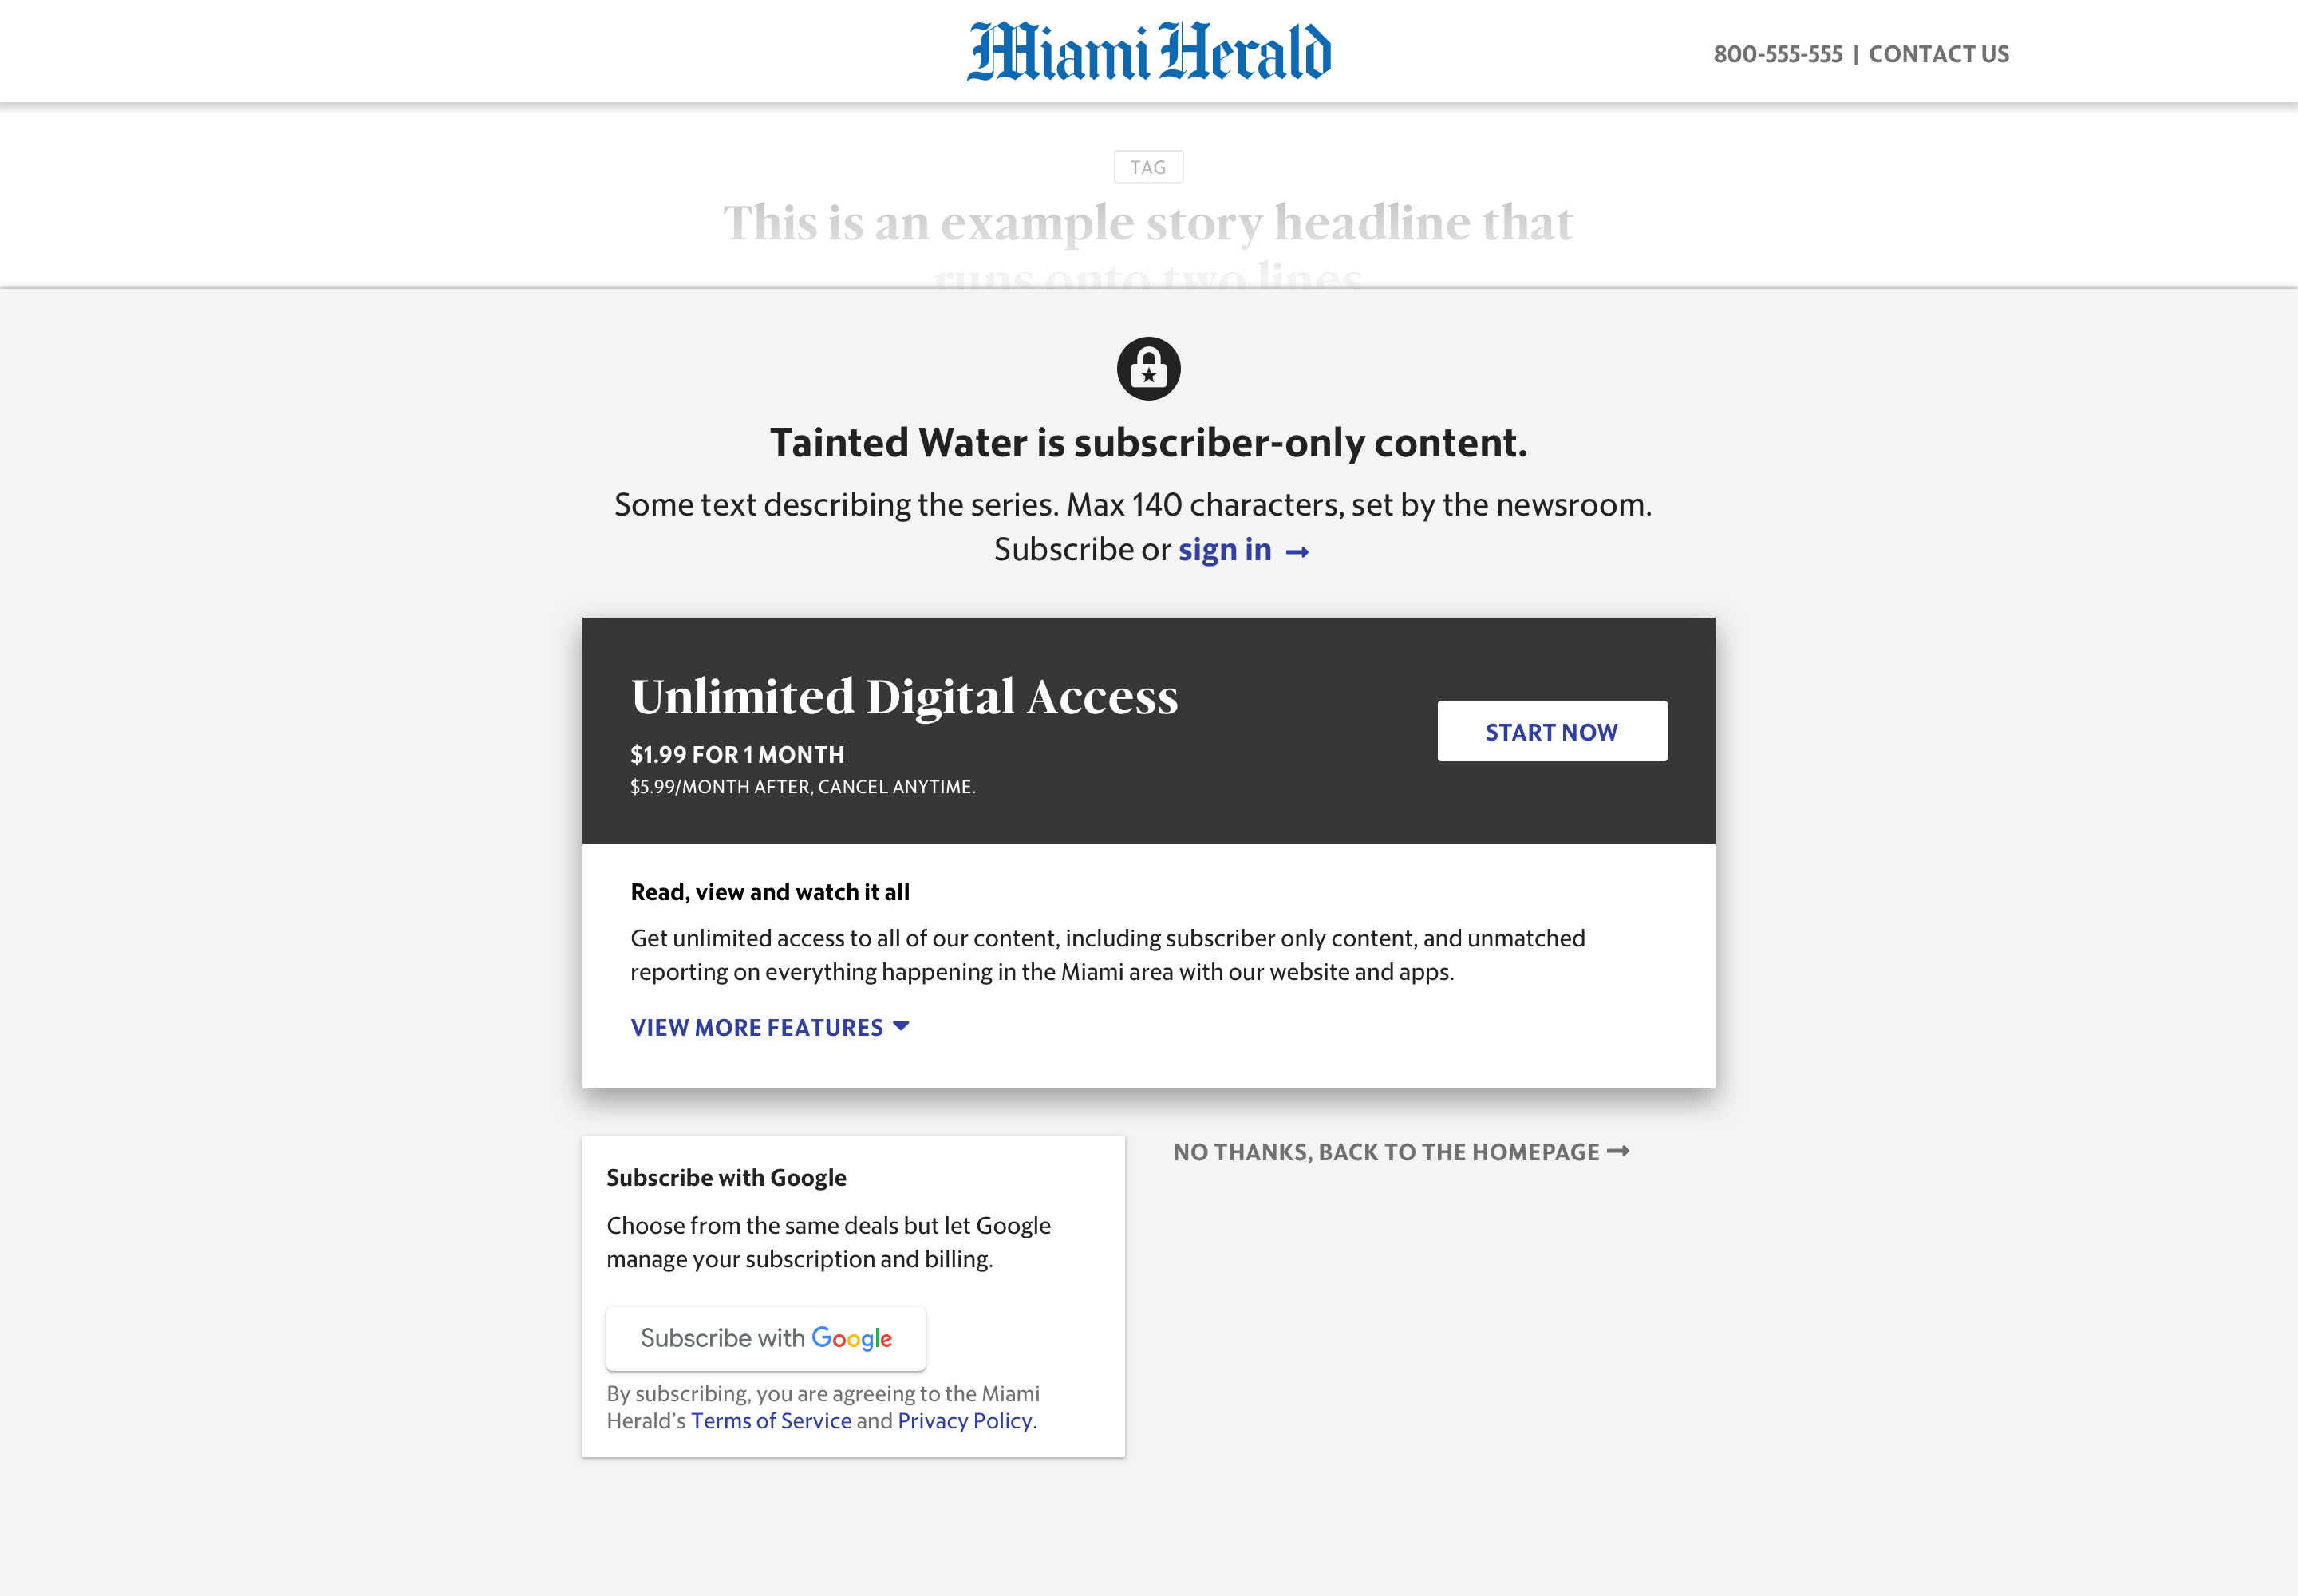 Miami Herald
800-555-555 | CONTACT US
TAG
This is an example story headline that
runs onto two lines
Tainted Water is subscriber-only content.
Some text describing the series. Max 140 characters, set by the newsroom.
Subscribe or sign in →
Unlimited Digital Access
$1.99 FOR 1 MONTH
$5.99/MONTH AFTER, CANCEL ANYTIME.
START NOW
Read, view and watch it all
Get unlimited access to all of our content, including subscriber only content, and unmatched
reporting on everything happening in the Miami area with our website and apps.
VIEW MORE FEATURES
Subscribe with Google
Choose from the same deals but let Google
manage your subscription and billing.
Subscribe with Google
By subscribing, you are agreeing to the Miami
Herald’s Terms of Service and Privacy Policy.
NO THANKS, BACK TO THE HOMEPAGE →